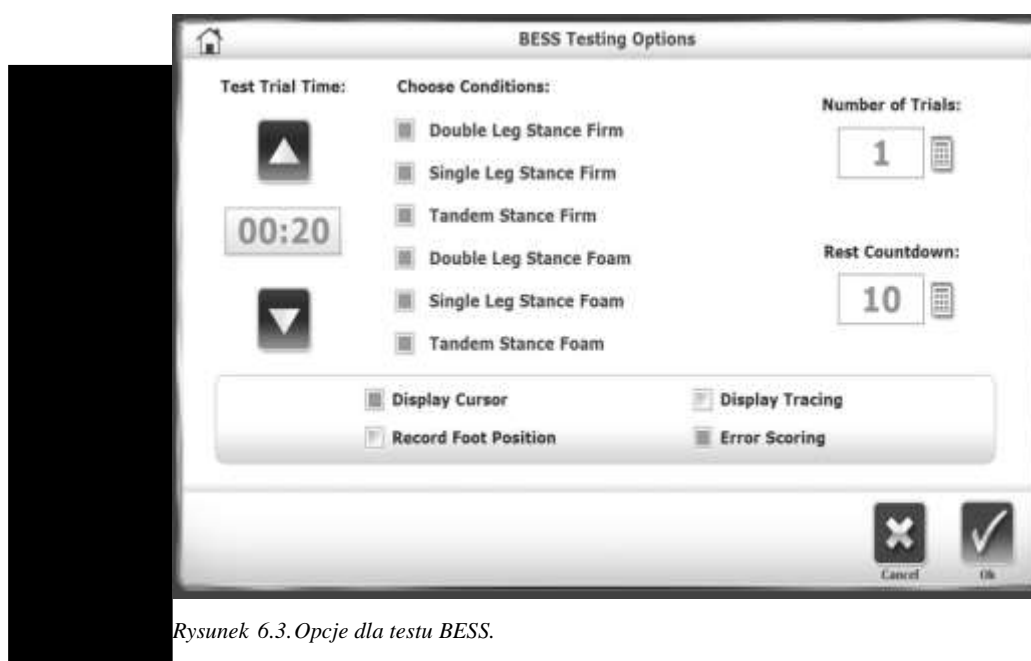 BESS Testing Options
Test Trial Time:
00:20
Choose Conditions:
Double Leg Stance Firm
Single Leg Stance Firm
Tandem Stance Firm
Double Leg Stance Foam
Single Leg Stance Foam
Tandem Stance Foam
Number of Trials:
1
Rest Countdown:
10
Display Cursor
Display Tracing
Record Foot Position
Error Scoring
Cancel
Ok
Rysunek 6.3. Opcje dla testu BESS.